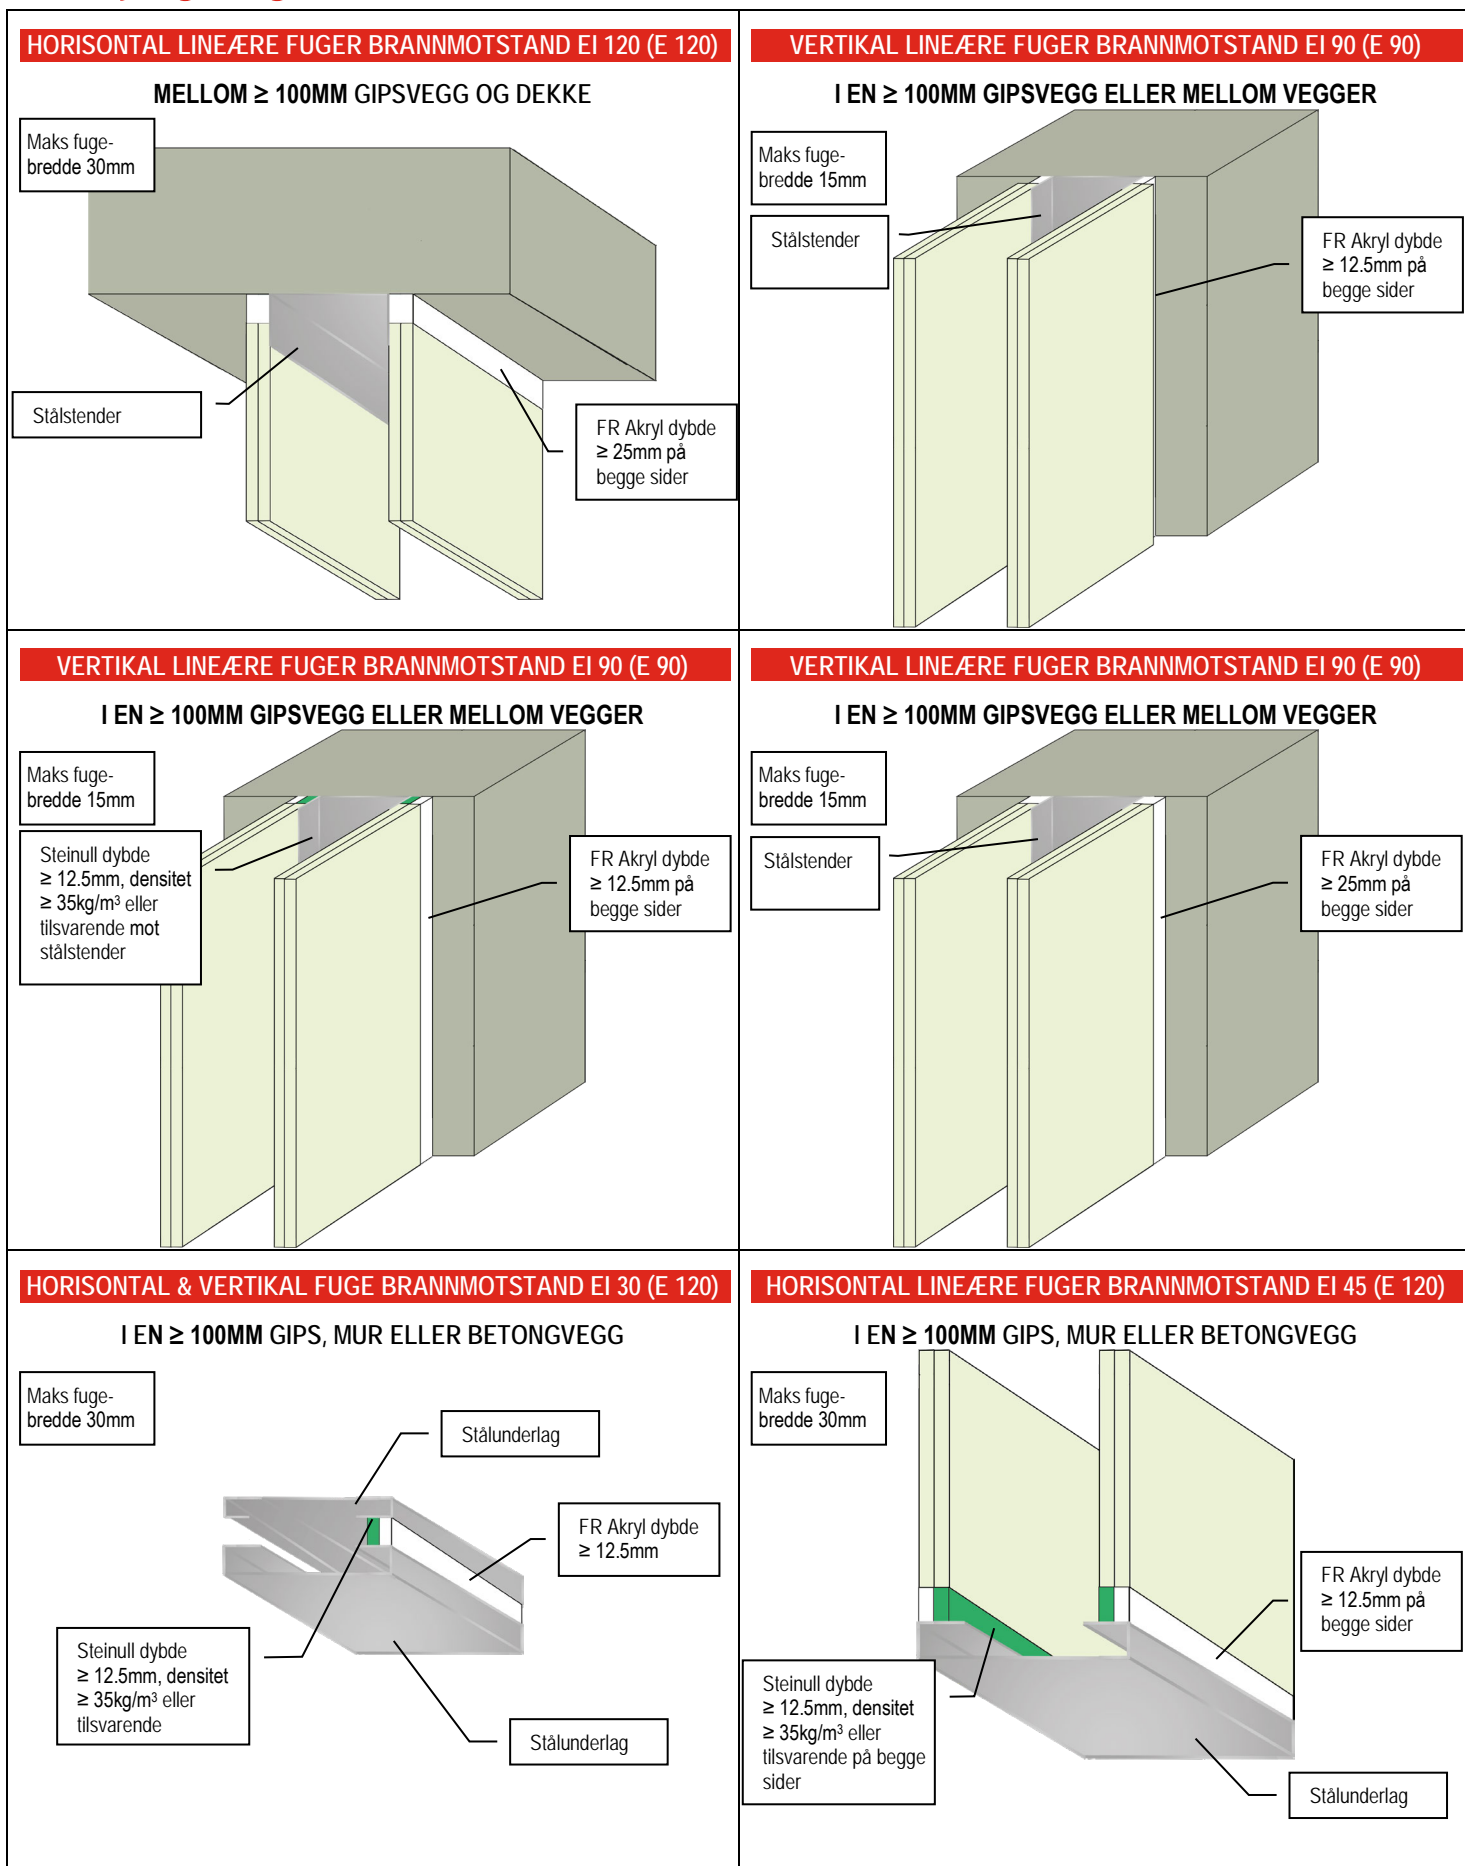 HORISONTAL LINEÆRE FUGER BRANNMOTSTAND EI 120 (E 120)
MELLOM ≥ 100MM GIPSVEGG OG DEKKE
Maks fuge-
bredde 30mm
Stålstender
FR Akryl dybde
≥ 25mm på
begge sider
VERTIKAL LINEÆRE FUGER BRANNMOTSTAND EI 90 (E 90)
I EN ≥ 100MM GIPSVEGG ELLER MELLOM VEGGER
Maks fuge-
bredde 15mm
Stålstender
FR Akryl dybde
≥ 12.5mm på
begge sider
VERTIKAL LINEÆRE FUGER BRANNMOTSTAND EI 90 (E 90)
I EN ≥ 100MM GIPSVEGG ELLER MELLOM VEGGER
Maks fuge-
bredde 15mm
Steinull dybde
≥ 12.5mm, densitet
≥ 35kg/m³ eller
tilsvarende mot
stålstender
FR Akryl dybde
≥ 12.5mm på
begge sider
VERTIKAL LINEÆRE FUGER BRANNMOTSTAND EI 90 (E 90)
I EN ≥ 100MM GIPSVEGG ELLER MELLOM VEGGER
Maks fuge-
bredde 15mm
Stålstender
FR Akryl dybde
≥ 25mm på
begge sider
HORISONTAL & VERTIKAL FUGE BRANNMOTSTAND EI 30 (E 120)
I EN ≥ 100MM GIPS, MUR ELLER BETONGVEGG
Maks fuge-
bredde 30mm
Stålunderlag
FR Akryl dybde
≥ 12.5mm
Steinull dybde
≥ 12.5mm, densitet
≥ 35kg/m³ eller
tilsvarende
Stålunderlag
HORISONTAL LINEÆRE FUGER BRANNMOTSTAND EI 45 (E 120)
I EN ≥ 100MM GIPS, MUR ELLER BETONGVEGG
Maks fuge-
bredde 30mm
FR Akryl dybde
≥ 12.5mm på
begge sider
Steinull dybde
≥ 12.5mm, densitet
≥ 35kg/m³ eller
tilsvarende på begge
sider
Stålunderlag